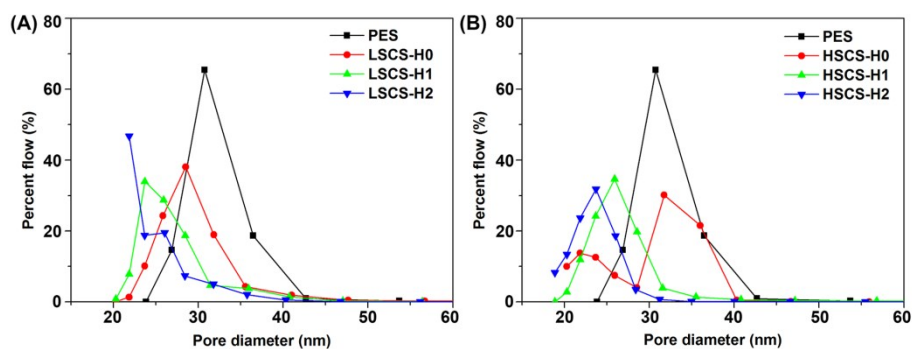 (A)
80
60
40
20
0
Percent flow (%)
20 30 40 50 60
Pore diameter (nm)
PES
LSCS-H0
LSCS-H1
LSCS-H2
(B)
80
60
40
20
0
Percent flow (%)
20 30 40 50 60
Pore diameter (nm)
PES
HSCS-H0
HSCS-H1
HSCS-H2